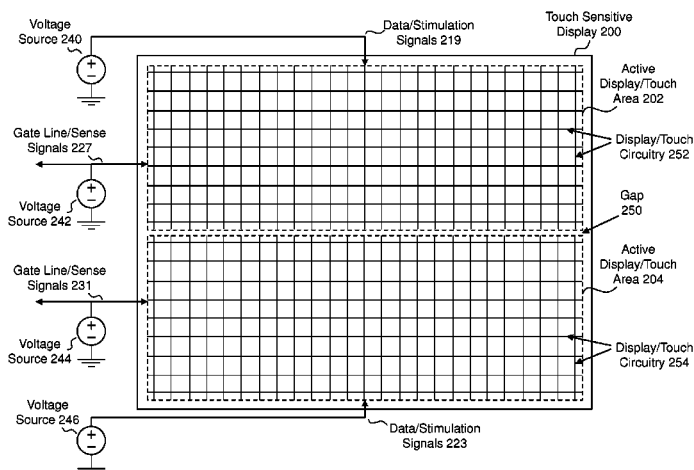 Voltage
Source 240
Data/Stimulation
Signals 219
Touch Sensitive
Display 200
Active
Display/Touch
Area 202
Gate Line/Sense
Signals 227
Display/Touch
Circuitry 252
Voltage
Source 242
Gap
250
Gate Line/Sense
Signals 231
Active
Display/Touch
Area 204
Voltage
Source 244
Display/Touch
Circuitry 254
Voltage
Source 246
Data/Stimulation
Signals 223